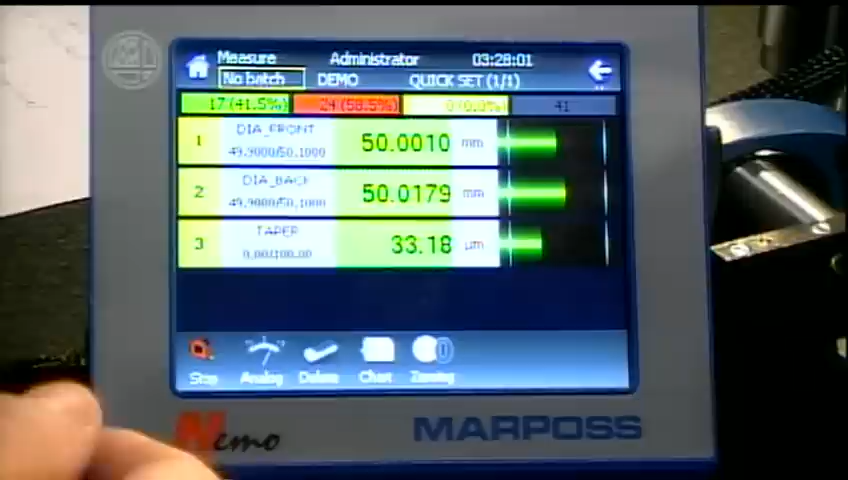 Measure Administrator 03:28:01
No batch DEMO QUICK SET (1/1)
17 (41.5%) 24 (58.5%) 0 (0.0%) 41
1 DIA_FRONT 49.9000/50.1000 50.0010 mm
2 DIA_BACK 49.9000/50.1000 50.0179 mm
3 TAPER 0.00/100.00 33.18 µm
Stop Analog Delete Chart Zeroing
Nemo MARPOSS